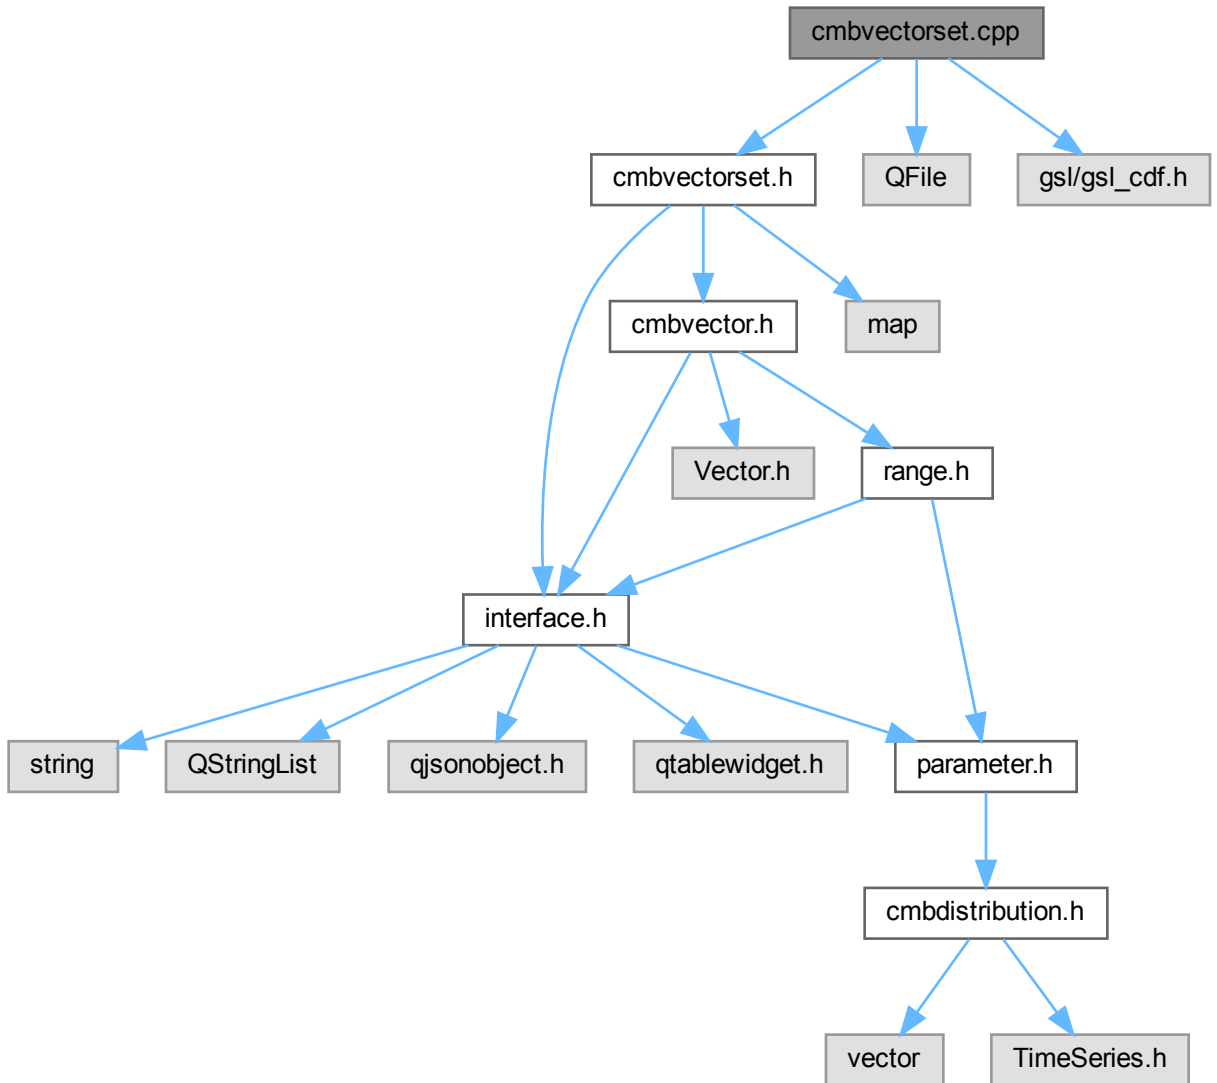 cmbvectorset.cpp
cmbvectorset.h
QFile
gsl/gsl_cdf.h
cmbvector.h
map
Vector.h
range.h
interface.h
string
QStringList
qjsonobject.h
qtablewidget.h
parameter.h
cmbdistribution.h
vector
TimeSeries.h